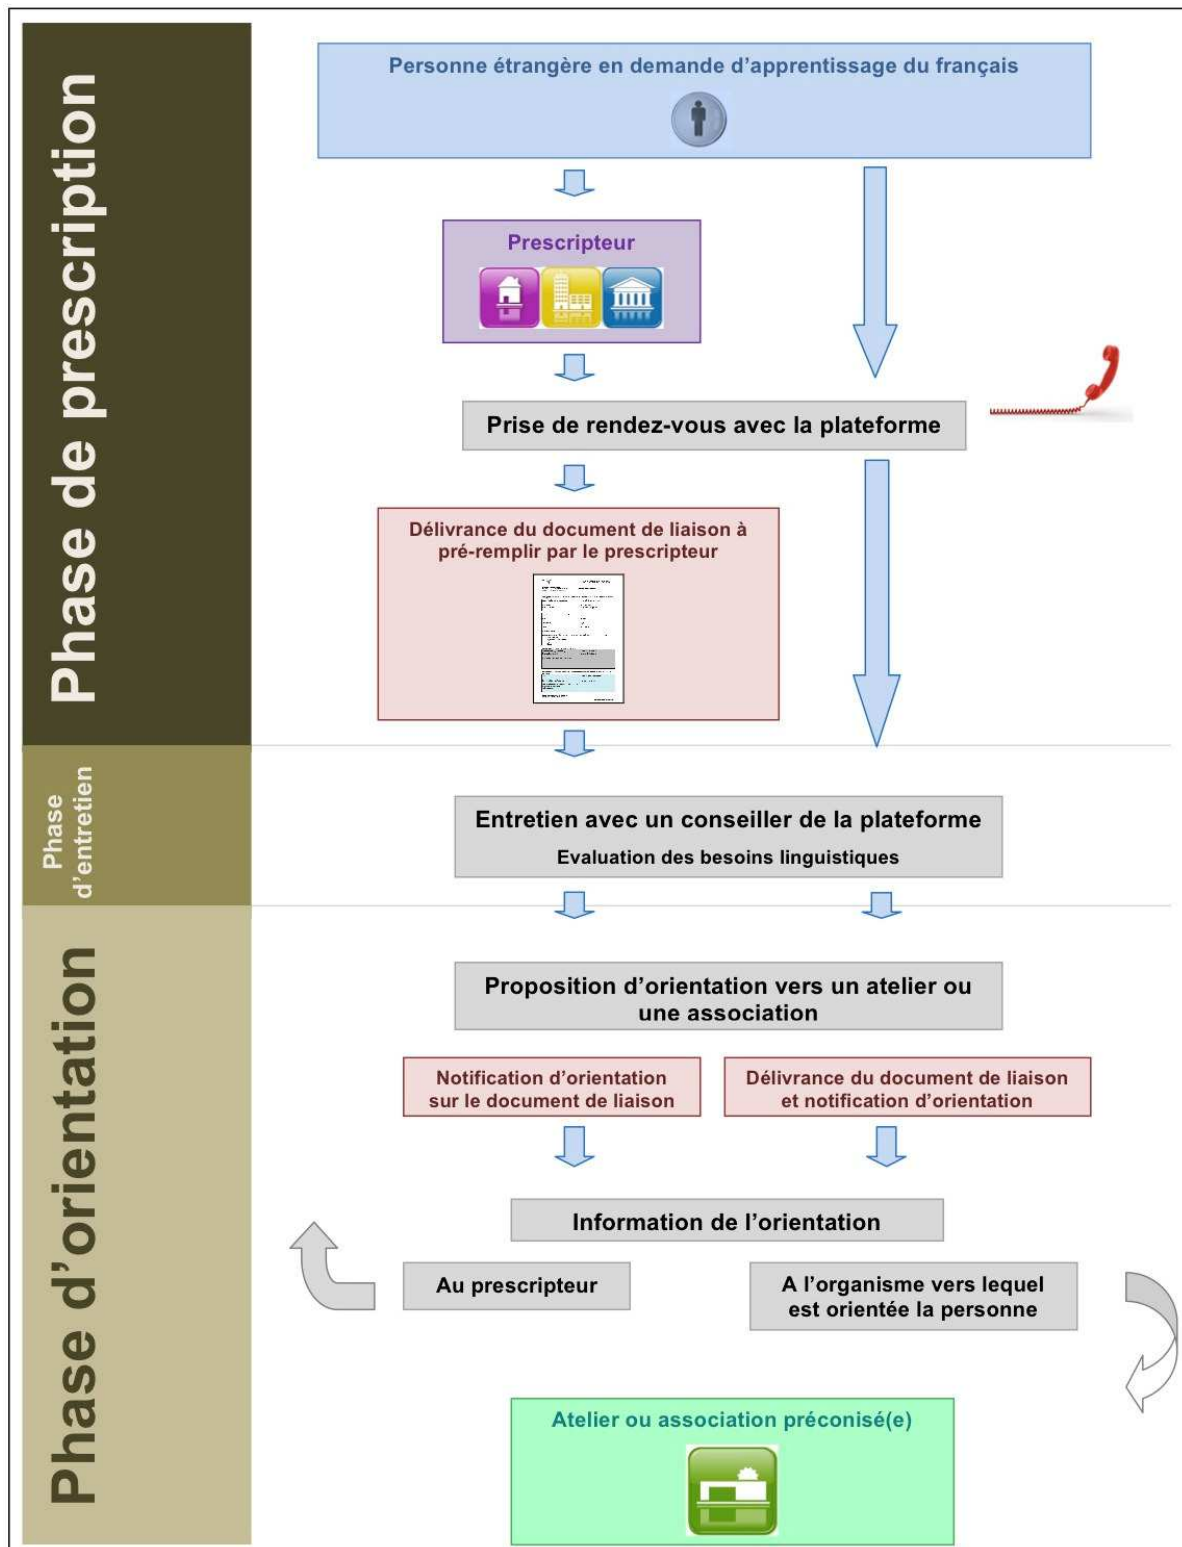 Phase de prescription
Personne étrangère en demande d'apprentissage du français
Prescripteur
Prise de rendez-vous avec la plateforme
Délivrance du document de liaison à
pré-remplir par le prescripteur
Phase
d'entretien
Entretien avec un conseiller de la plateforme
Evaluation des besoins linguistiques
Phase d'orientation
Proposition d'orientation vers un atelier ou
une association
Notification d'orientation
sur le document de liaison
Délivrance du document de liaison
et notification d'orientation
Information de l'orientation
Au prescripteur
A l'organisme vers lequel
est orientée la personne
Atelier ou association préconisé(e)